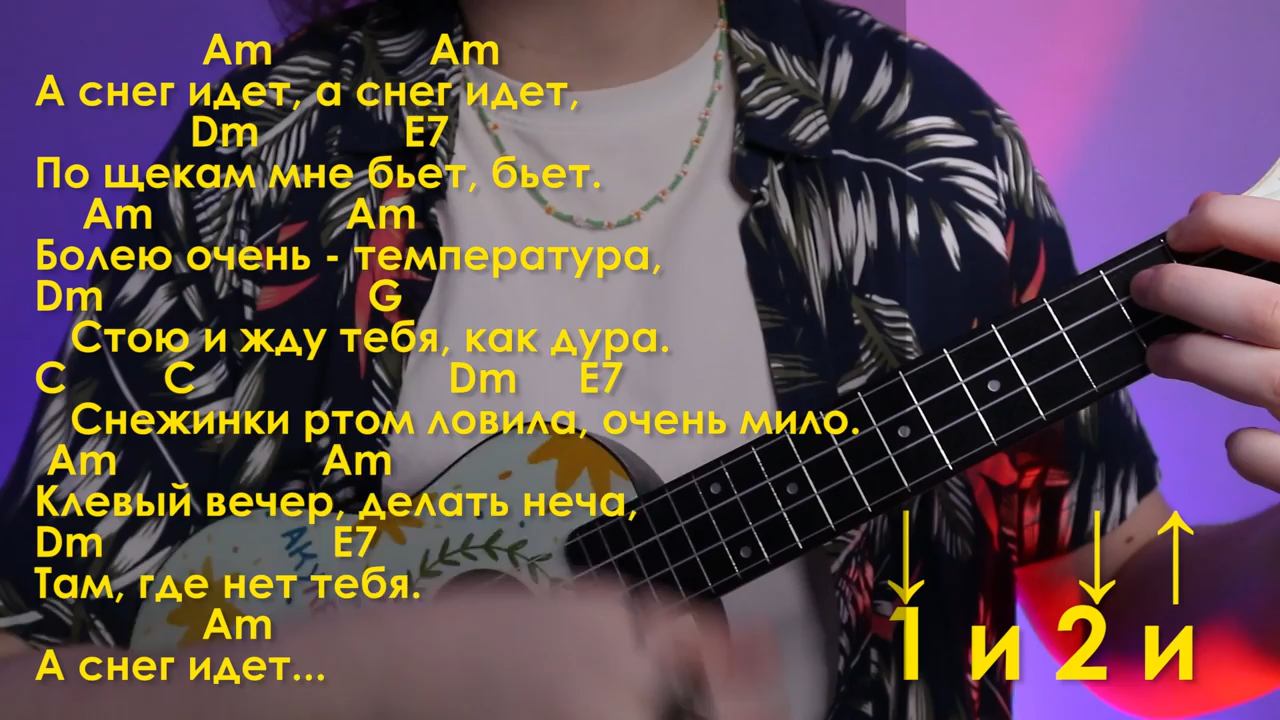 Am Am
А снег идет, а снег идет,
Dm E7
По щекам мне бьет, бьет.
Am Am
Болею очень - температура,
Dm G
Стою и жду тебя, как дура.
C C Dm E7
Снежинки ртом ловила, очень мило.
Am Am
Клевый вечер, делать неча,
Dm E7
Там, где нет тебя.
Am
А снег идет...
↓ ↓ ↑
1 и 2 и